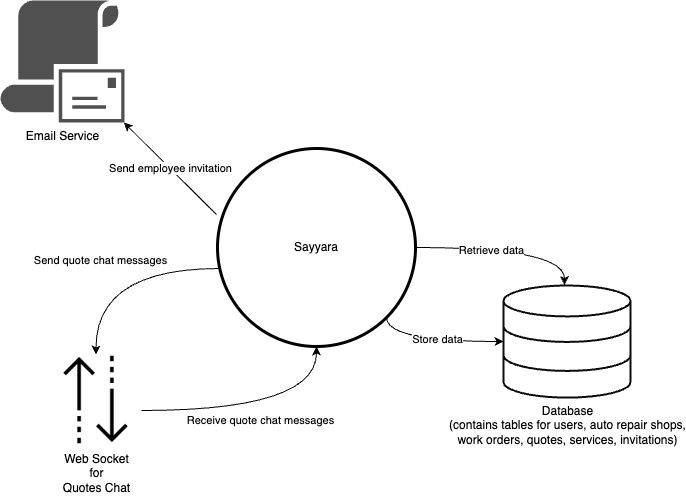 Email Service
Send employee invitation
Sayyara
Retrieve data
Send quote chat messages
Store data
Database
(contains tables for users, auto repair shops,
work orders, quotes, services, invitations)
Receive quote chat messages
Web Socket
for
Quotes Chat